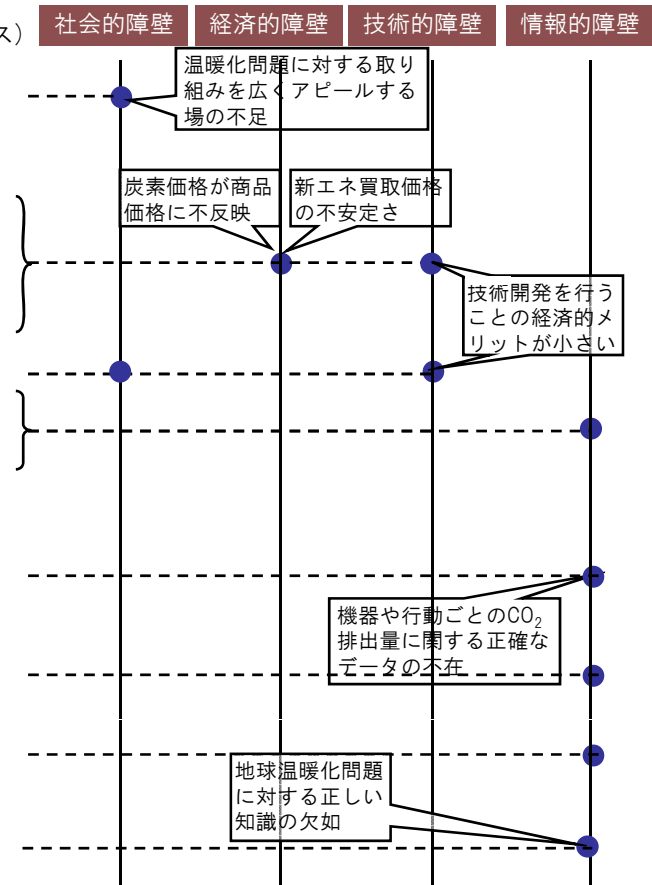 ス)
社会的障壁
経済的障壁
技術的障壁
情報的障壁
温暖化問題に対する取り
組みを広くアピールする
場の不足
炭素価格が商品
価格に不反映
新エネ買取価格
の不安定さ
技術開発を行う
ことの経済的メ
リットが小さい
機器や行動ごとのCO₂
排出量に関する正確な
データの不在
地球温暖化問題
に対する正しい
知識の欠如